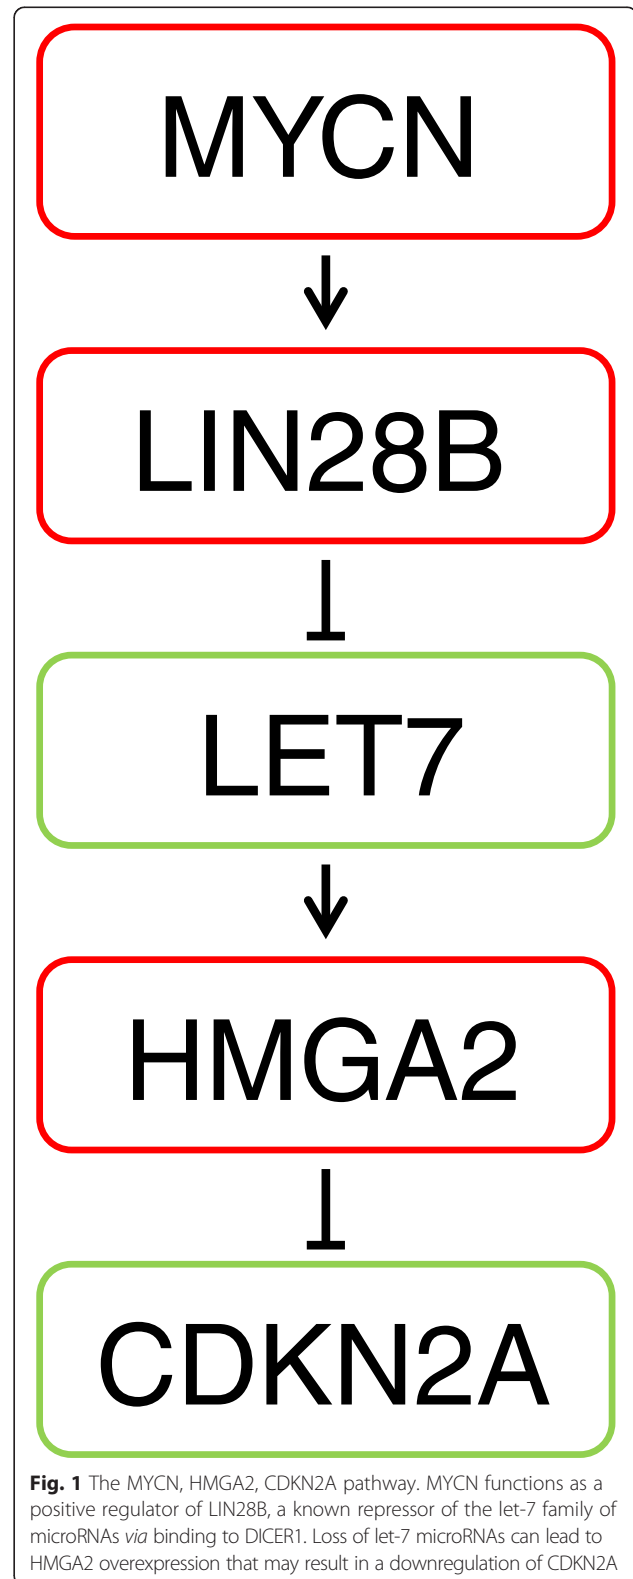 MYCN
LIN28B
LET7
HMGA2
CDKN2A
Fig. 1 The MYCN, HMGA2, CDKN2A pathway. MYCN functions as a
positive regulator of LIN28B, a known repressor of the let-7 family of
microRNAs via binding to DICER1. Loss of let-7 microRNAs can lead to
HMGA2 overexpression that may result in a downregulation of CDKN2A